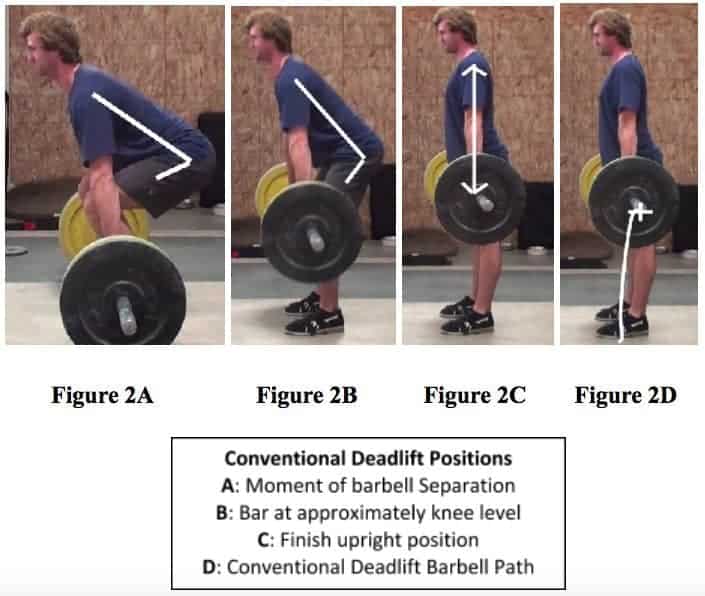 Figure 2A
Figure 2B
Figure 2C
Figure 2D
Conventional Deadlift Positions
A: Moment of barbell Separation
B: Bar at approximately knee level
C: Finish upright position
D: Conventional Deadlift Barbell Path